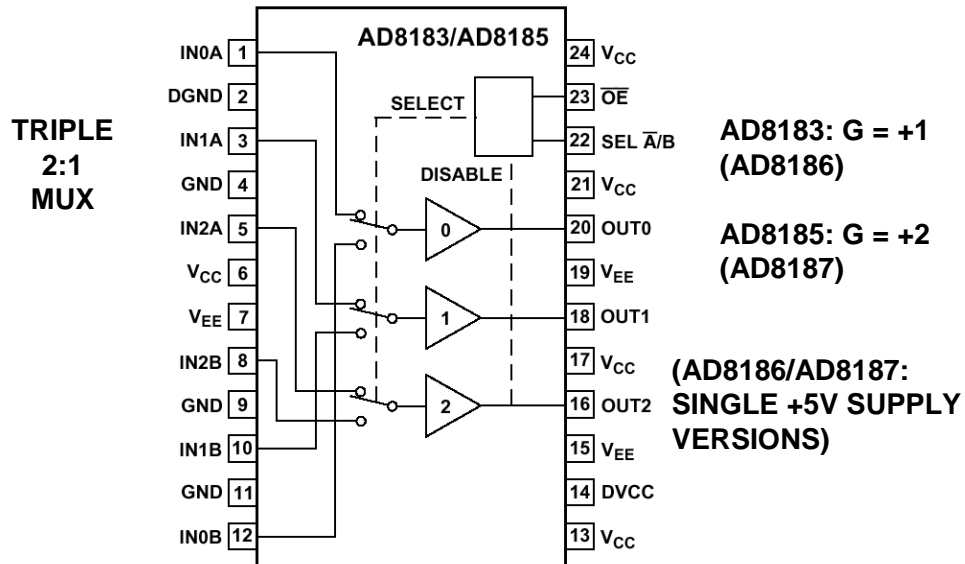 TRIPLE
2:1
MUX
AD8183/AD8185
IN0A 1
DGND 2
IN1A 3
GND 4
IN2A 5
VCC 6
VEE 7
IN2B 8
GND 9
IN1B 10
GND 11
IN0B 12
SELECT
DISABLE
0
1
2
24 VCC
23 O̅E̅
22 SEL A̅/B
21 VCC
20 OUT0
19 VEE
18 OUT1
17 VCC
16 OUT2
15 VEE
14 DVCC
13 VCC
AD8183: G = +1
(AD8186)
AD8185: G = +2
(AD8187)
(AD8186/AD8187:
SINGLE +5V SUPPLY
VERSIONS)